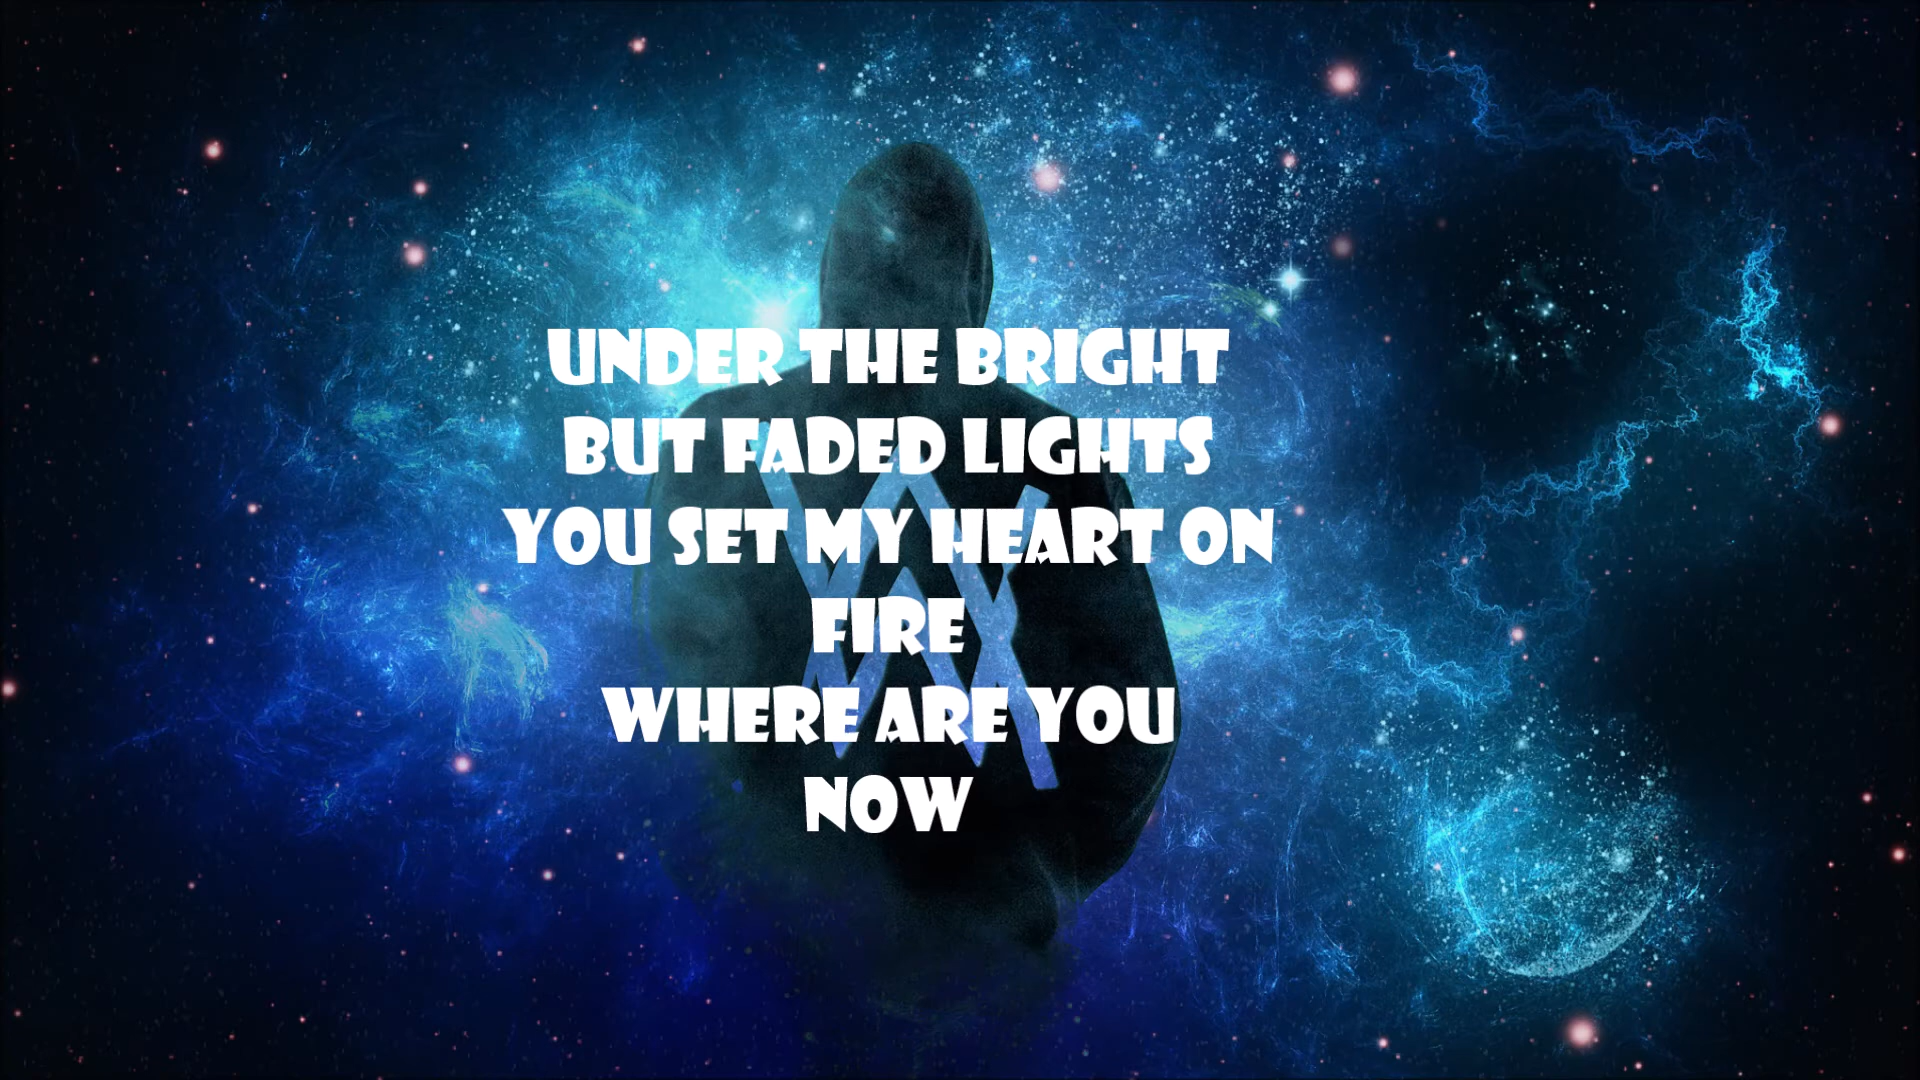 UNDER THE BRIGHT
BUT FADED LIGHTS
YOU SET MY HEART ON
FIRE
WHERE ARE YOU
NOW